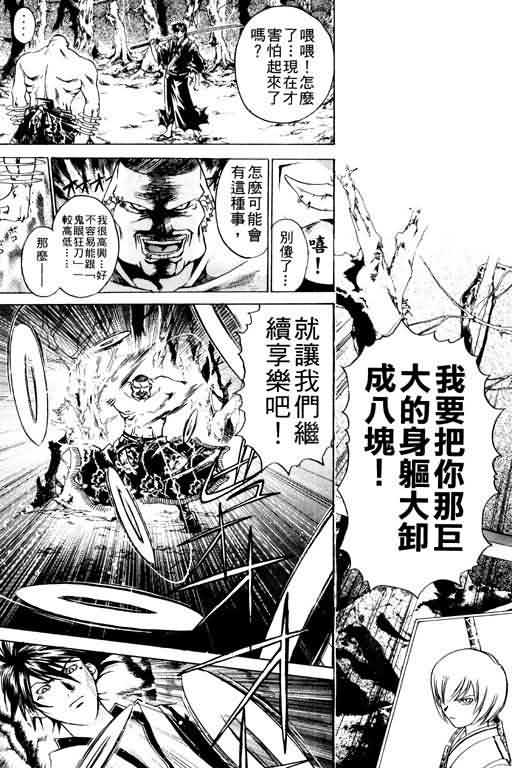 我要把你那巨
大的身軀大卸
成八塊！
喂喂！怎麼
了…現在才
害怕起來了
嗎？
……
嘻！
別傻了…
怎麼可能會
有這種事，
我很高興…好
不容易能跟「
鬼眼狂刀」一
較高低……
那麼—
就讓我們繼
續享樂吧！